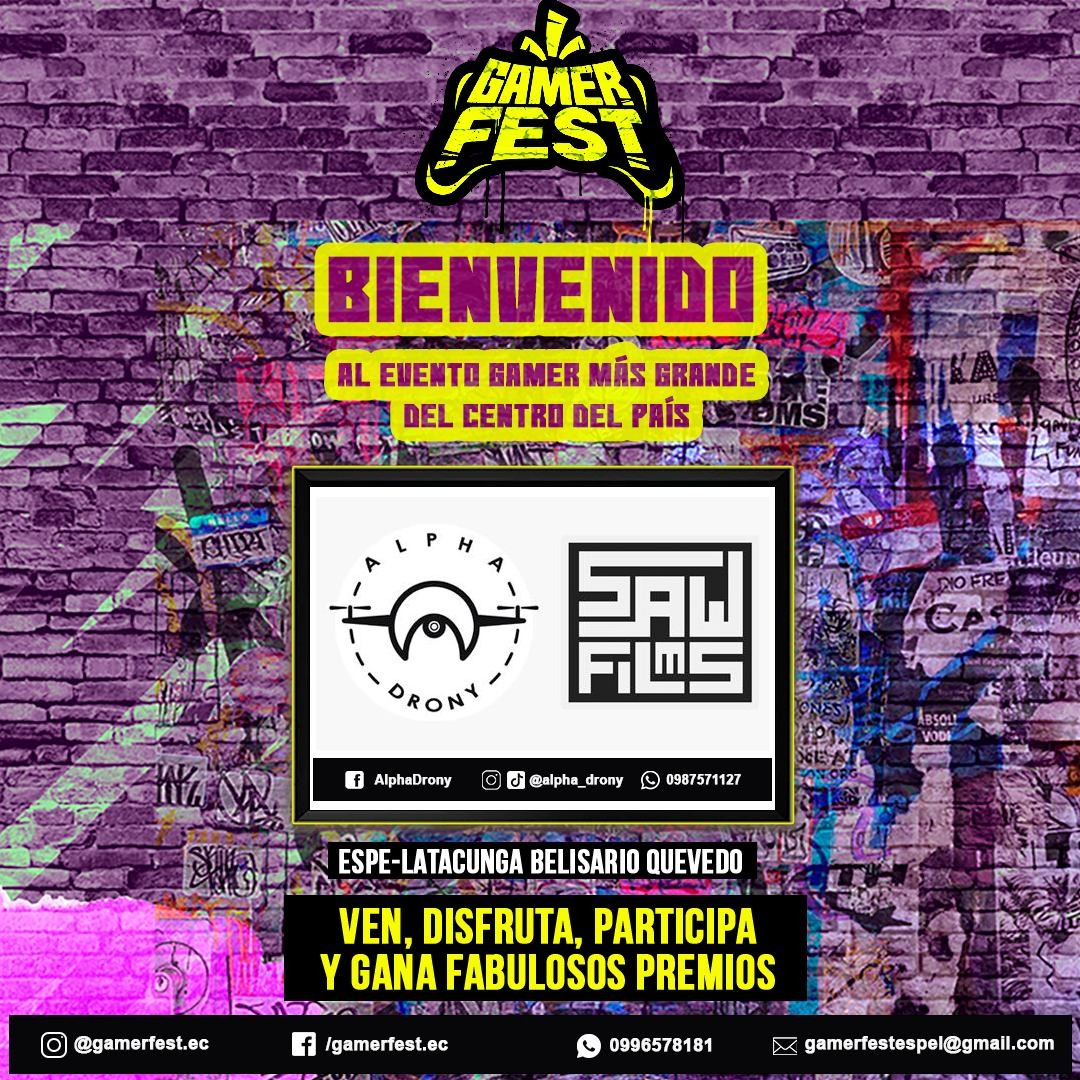 GAMER
FEST
BIENVENIDO
AL EVENTO GAMER MÁS GRANDE
DEL CENTRO DEL PAÍS
ALPHA
DRONY
SAW
FILMS
AlphaDrony @alpha_drony 0987571127
ESPE-LATACUNGA BELISARIO QUEVEDO
VEN, DISFRUTA, PARTICIPA
Y GANA FABULOSOS PREMIOS
@gamerfest.ec /gamerfest.ec 0996578181 gamerfestespel@gmail.com